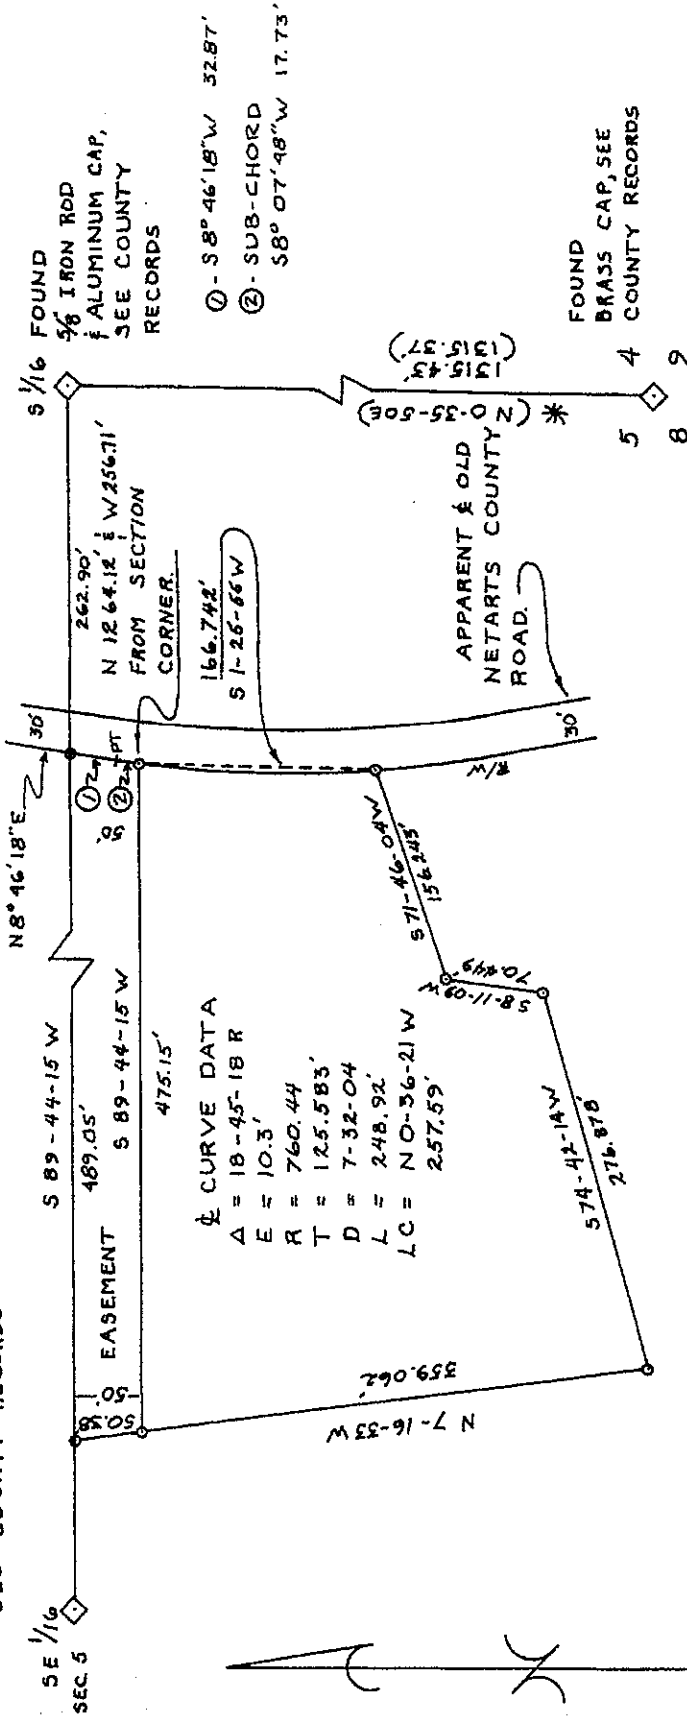 SE 1/16
SEC. 5
S 89-44-15 W
489.05'
EASEMENT
S 89-44-15 W
475.15'
50'
50.38'
N 7-16-33 W
359.062'
℄ CURVE DATA
Δ = 18-45-18 R
E = 10.3'
R = 760.44
T = 125.583'
D = 7-32-04
L = 248.92'
LC = N 0-36-21 W
257.59'
S 74-42-14 W
276.878'
S 8-11-09 W
70.449'
S 71-46-04 W
156.243'
N 8° 46' 18" E
30'
①
②
PT
50'
R/W
30'
262.90'
N 1264.12' & W 256.71'
FROM SECTION
CORNER.
166.742'
S 1-25-66 W
APPARENT ℄ OLD
NETARTS COUNTY
ROAD.
S 1/16 FOUND
5/8 IRON ROD
& ALUMINUM CAP,
SEE COUNTY
RECORDS
① - S 8° 46' 18" W 32.87'
② - SUB-CHORD
S 8° 07' 48" W 17.73'
1315.43'
(1315.37')
(N 0-35-50E)
*
FOUND
BRASS CAP, SEE
COUNTY RECORDS
5 4
8 9